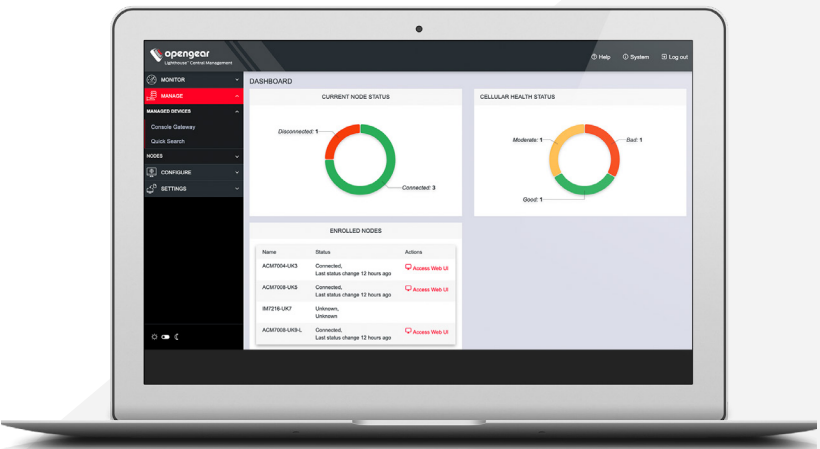 opengear
Lighthouse™ Central Management
Help
System
Log out
MONITOR
MANAGE
MANAGED DEVICES
Console Gateway
Quick Search
NODES
CONFIGURE
SETTINGS
DASHBOARD
CURRENT NODE STATUS
Disconnected: 1
Connected: 3
CELLULAR HEALTH STATUS
Moderate: 1
Bad: 1
Good: 1
ENROLLED NODES
Name Status Actions
ACM7004-UK3 Connected, Access Web UI
Last status change 12 hours ago
ACM7008-UK5 Connected, Access Web UI
Last status change 12 hours ago
IM7216-UK7 Unknown,
Unknown
ACM7008-UK9-L Connected, Access Web UI
Last status change 12 hours ago